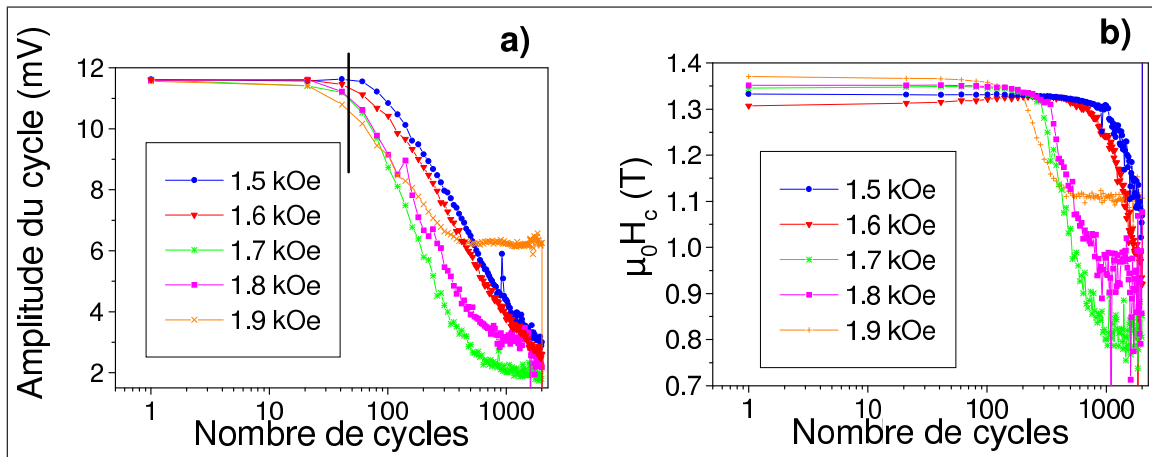 a)
Amplitude du cycle (mV)
12
10
8
6
4
2
1.5 kOe
1.6 kOe
1.7 kOe
1.8 kOe
1.9 kOe
1
10
100
1000
Nombre de cycles
b)
μ0Hc (T)
1.4
1.3
1.2
1.1
1.0
0.9
0.8
0.7
1.5 kOe
1.6 kOe
1.7 kOe
1.8 kOe
1.9 kOe
1
10
100
1000
Nombre de cycles